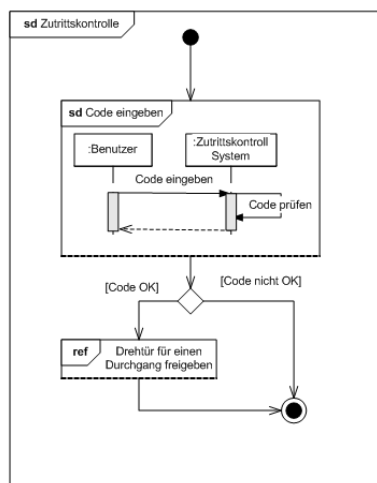 sd Zutrittskontrolle
sd Code eingeben
:Benutzer
:Zutrittskontroll
System
Code eingeben
Code prüfen
[Code OK]
[Code nicht OK]
ref
Drehtür für einen
Durchgang freigeben